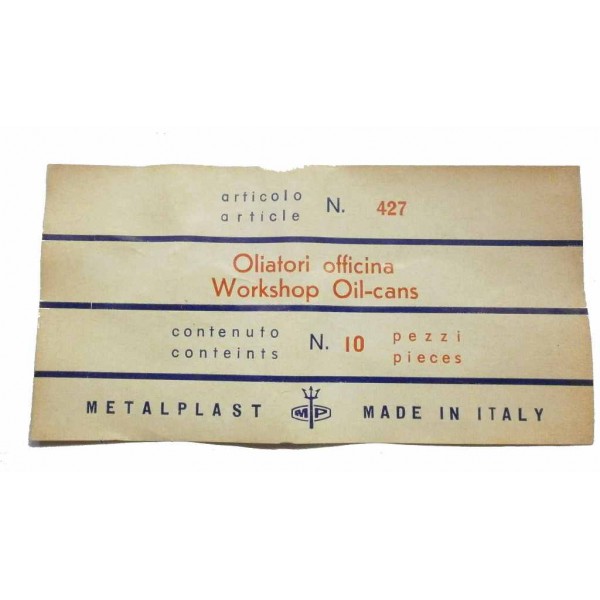 articolo
article N. 427
Oliatori officina
Workshop Oil-cans
contenuto N. 10 pezzi
conteints pieces
METALPLAST MP MADE IN ITALY